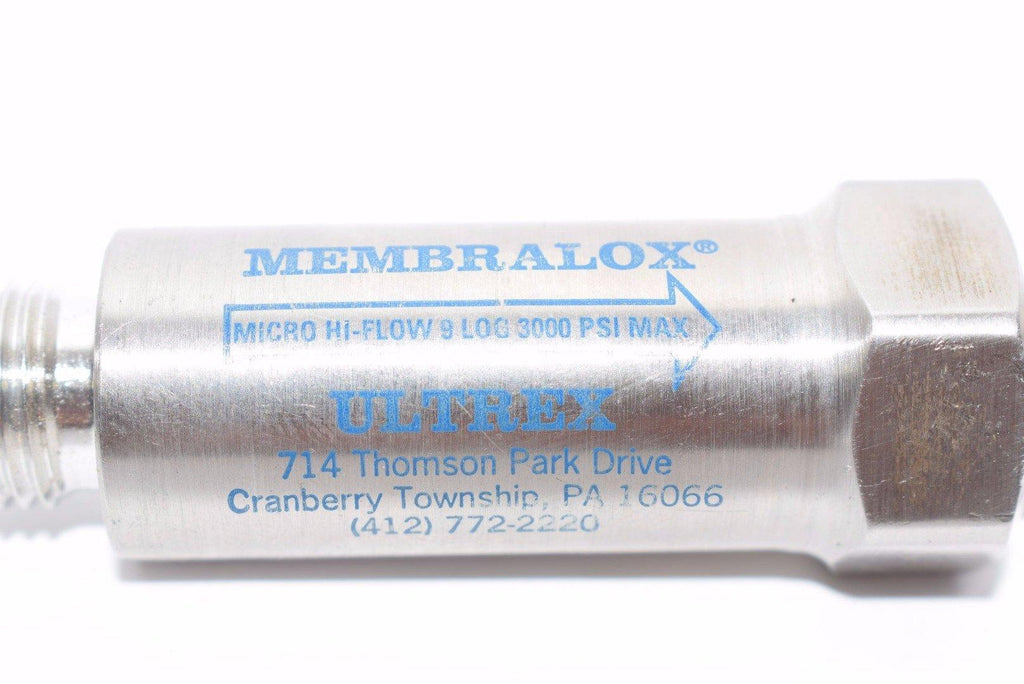 MEMBRALOX®
MICRO Hi-FLOW 9 LOG 3000 PSI MAX
ULTREX
714 Thomson Park Drive
Cranberry Township, PA 16066
(412) 772-2220